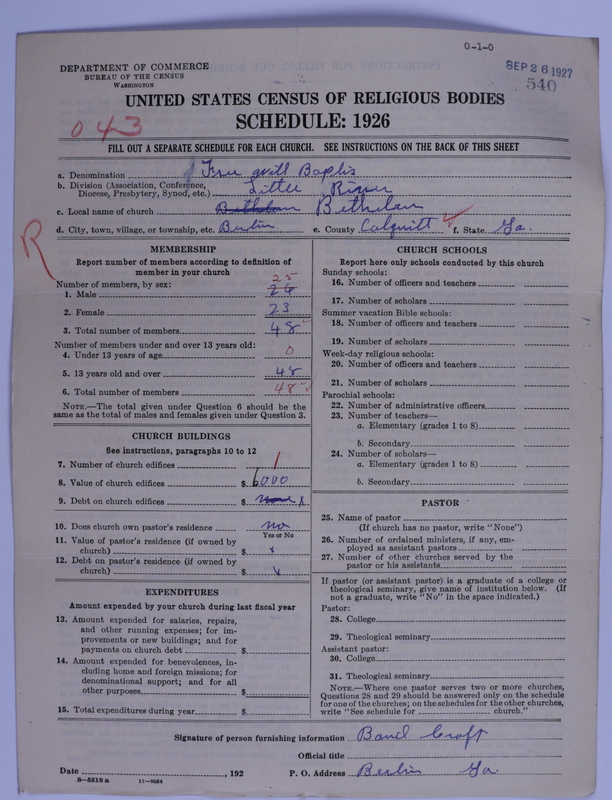 0-1-0
DEPARTMENT OF COMMERCE
BUREAU OF THE CENSUS
WASHINGTON
SEP 26 1927
540
UNITED STATES CENSUS OF RELIGIOUS BODIES
SCHEDULE: 1926
043
FILL OUT A SEPARATE SCHEDULE FOR EACH CHURCH. SEE INSTRUCTIONS ON THE BACK OF THIS SHEET
a. Denomination Free will Baptis
b. Division (Association, Conference, Diocese, Presbytery, Synod, etc.) Little River
c. Local name of church Bethelan
d. City, town, village, or township, etc. Berlin e. County Colquitt f. State Ga.
R
MEMBERSHIP
Report number of members according to definition of
member in your church
Number of members, by sex: 25
1. Male 26
2. Female 23
3. Total number of members 48
Number of members under and over 13 years old:
4. Under 13 years of age 0
5. 13 years old and over 48
6. Total number of members 48
NOTE.—The total given under Question 6 should be the
same as the total of males and females given under Question 3.
CHURCH BUILDINGS
See instructions, paragraphs 10 to 12
7. Number of church edifices 1
8. Value of church edifices $ 6000
9. Debt on church edifices $ none x
10. Does church own pastor's residence no
Yes or No
11. Value of pastor's residence (if owned by
church) $ x
12. Debt on pastor's residence (if owned by
church) $ x
EXPENDITURES
Amount expended by your church during last fiscal year
13. Amount expended for salaries, repairs,
and other running expenses; for im-
provements or new buildings; and for
payments on church debt $
14. Amount expended for benevolences, in-
cluding home and foreign missions; for
denominational support; and for all
other purposes $
15. Total expenditures during year $
CHURCH SCHOOLS
Report here only schools conducted by this church
Sunday schools:
16. Number of officers and teachers
17. Number of scholars
Summer vacation Bible schools:
18. Number of officers and teachers
19. Number of scholars
Week-day religious schools:
20. Number of officers and teachers
21. Number of scholars
Parochial schools:
22. Number of administrative officers
23. Number of teachers—
a. Elementary (grades 1 to 8)
b. Secondary
24. Number of scholars—
a. Elementary (grades 1 to 8)
b. Secondary
PASTOR
25. Name of pastor
(If church has no pastor, write "None")
26. Number of ordained ministers, if any, em-
ployed as assistant pastors
27. Number of other churches served by the
pastor or his assistants
If pastor (or assistant pastor) is a graduate of a college or
theological seminary, give name of institution below. (If
not a graduate, write "No" in the space indicated.)
Pastor:
28. College
29. Theological seminary
Assistant pastor:
30. College
31. Theological seminary
NOTE.—Where one pastor serves two or more churches,
Questions 28 and 29 should be answered only on the schedule
for one of the churches; on the schedules for the other churches,
write "See schedule for church."
Signature of person furnishing information Croft
Official title
Date , 192 P. O. Address Berlin Ga
8—5518 a 11—9054